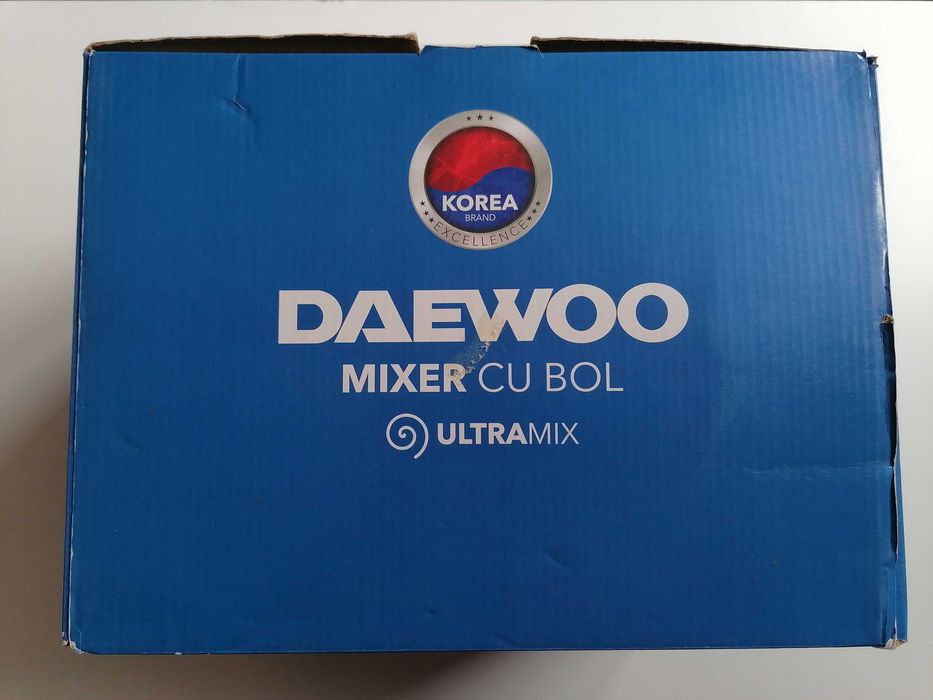 KOREA
BRAND
EXCELLENCE
DAEWOO
MIXER CU BOL
ULTRAMIX